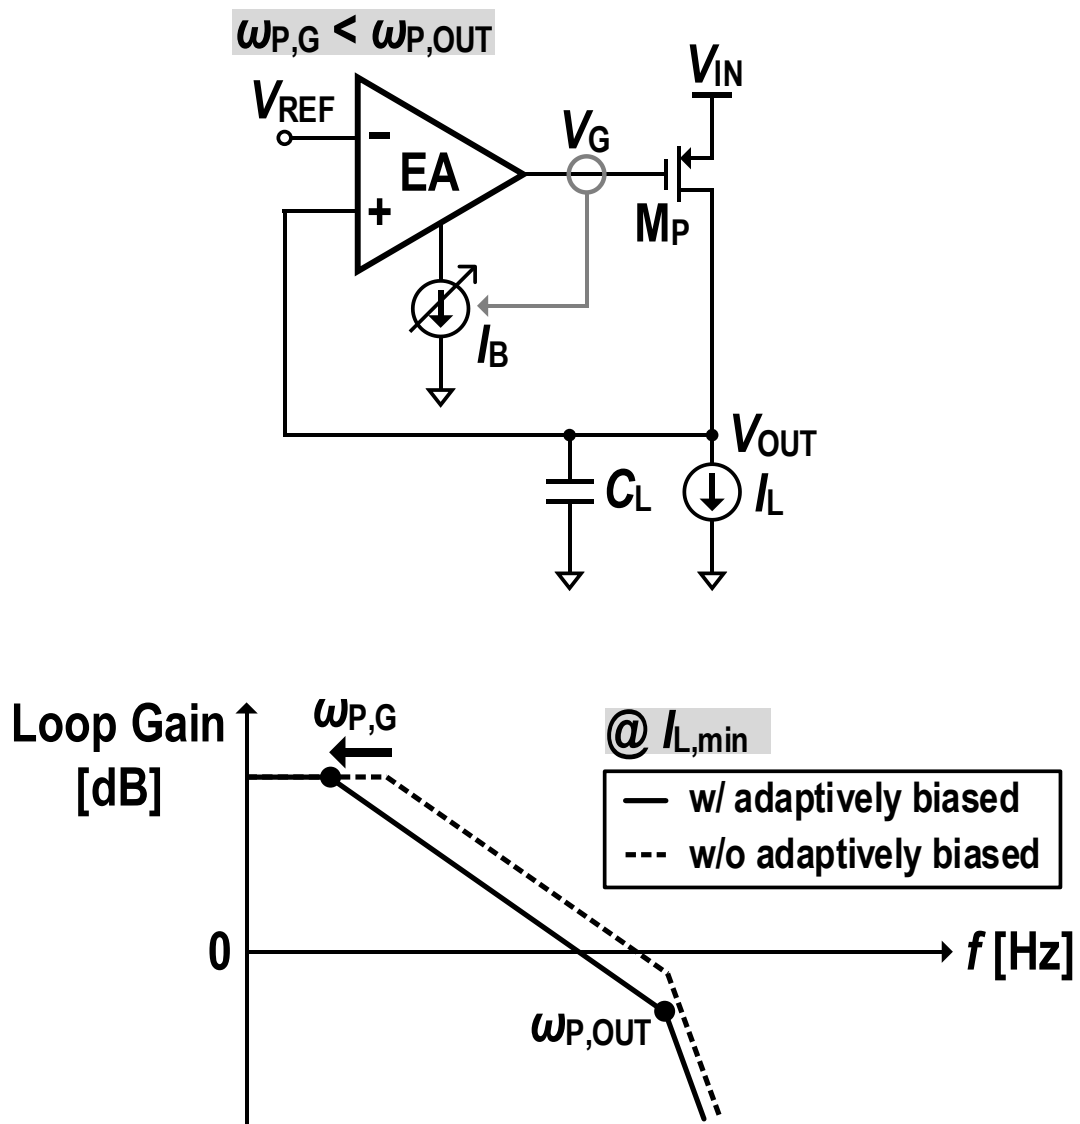 ωP,G < ωP,OUT
VIN
VREF
VG
−
EA
+
MP
IB
VOUT
CL
IL
Loop Gain
[dB]
ωP,G
@ IL,min
w/ adaptively biased
w/o adaptively biased
0
f [Hz]
ωP,OUT